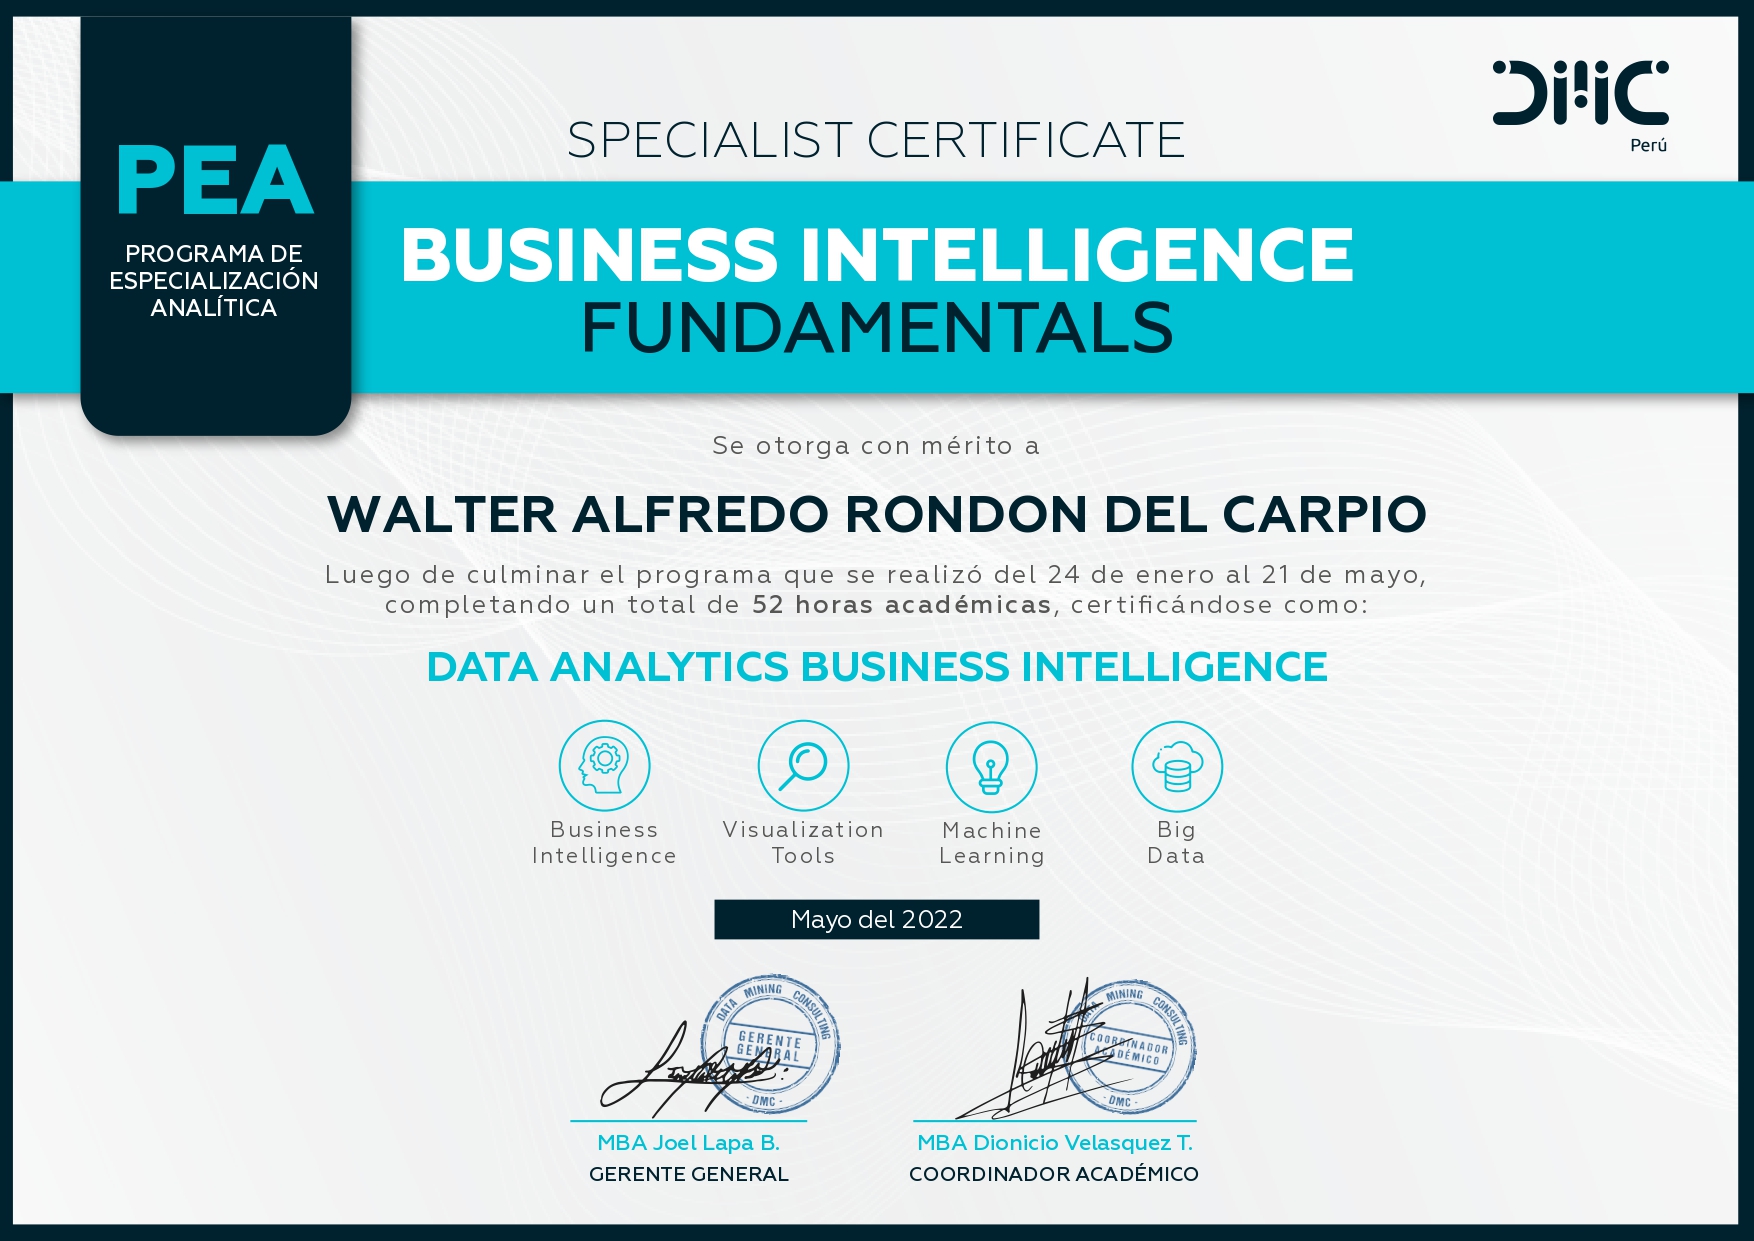 PEA
PROGRAMA DE
ESPECIALIZACIÓN
ANALÍTICA
SPECIALIST CERTIFICATE
DMC
Perú
BUSINESS INTELLIGENCE
FUNDAMENTALS
Se otorga con mérito a
WALTER ALFREDO RONDON DEL CARPIO
Luego de culminar el programa que se realizó del 24 de enero al 21 de mayo,
completando un total de 52 horas académicas, certificándose como:
DATA ANALYTICS BUSINESS INTELLIGENCE
Business
Intelligence
Visualization
Tools
Machine
Learning
Big
Data
Mayo del 2022
DATA MINING CONSULTING
GERENTE
GENERAL
- DMC -
DATA MINING CONSULTING
COORDINADOR
ACADÉMICO
- DMC -
MBA Joel Lapa B.
GERENTE GENERAL
MBA Dionicio Velasquez T.
COORDINADOR ACADÉMICO